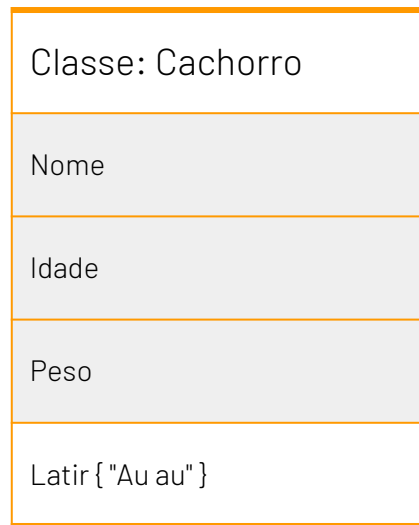 Classe: Cachorro
Nome
Idade
Peso
Latir { "Au au" }